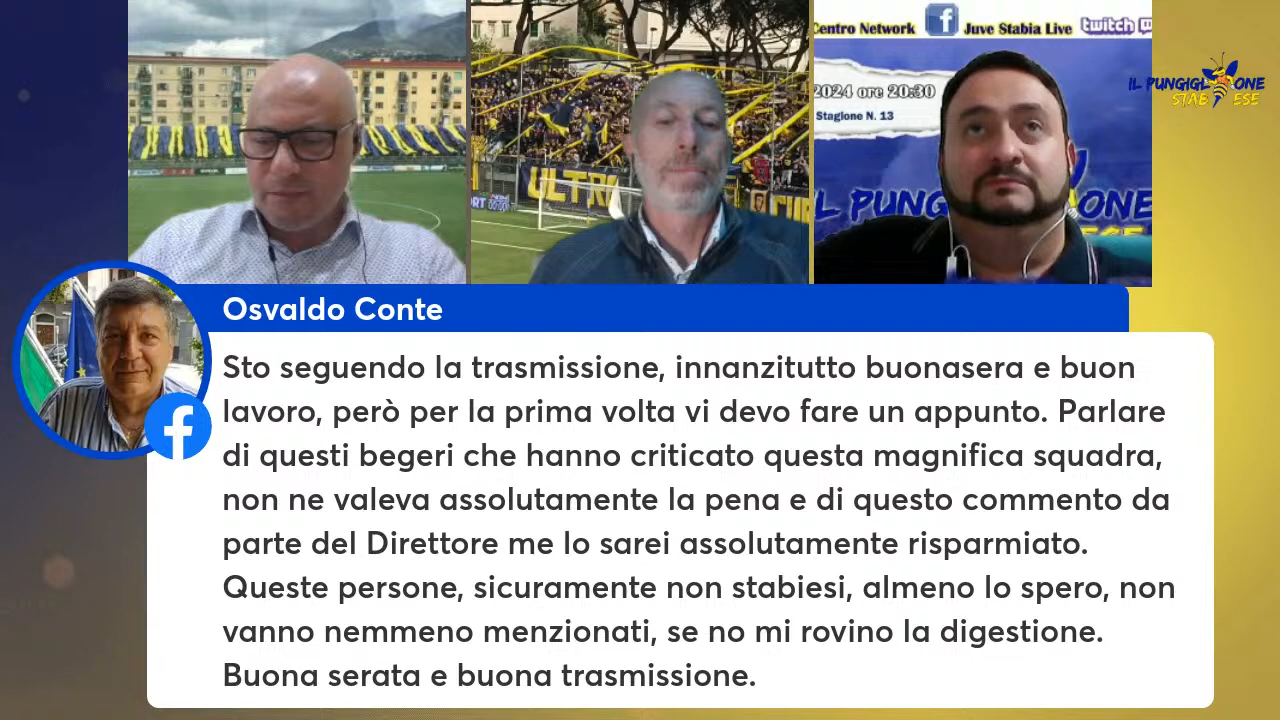 Centro Network
Juve Stabia Live
twitch
2024 ore 20:30
Stagione N. 13
IL PUNGIGLIONE
STABIESE
ULTRA
CUR
L PUNG
ONE
Osvaldo Conte
Sto seguendo la trasmissione, innanzitutto buonasera e buon
lavoro, però per la prima volta vi devo fare un appunto. Parlare
di questi begeri che hanno criticato questa magnifica squadra,
non ne valeva assolutamente la pena e di questo commento da
parte del Direttore me lo sarei assolutamente risparmiato.
Queste persone, sicuramente non stabiesi, almeno lo spero, non
vanno nemmeno menzionati, se no mi rovino la digestione.
Buona serata e buona trasmissione.